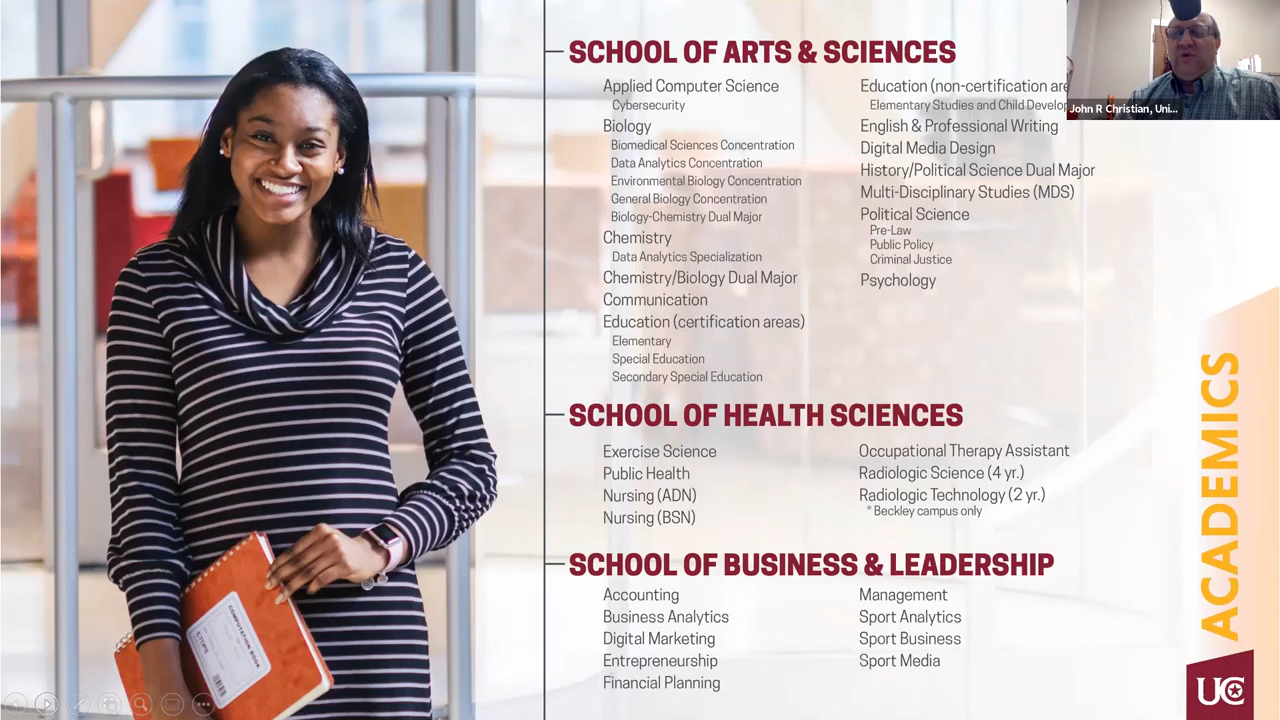 SCHOOL OF ARTS & SCIENCES
Applied Computer Science
Cybersecurity
Biology
Biomedical Sciences Concentration
Data Analytics Concentration
Environmental Biology Concentration
General Biology Concentration
Biology-Chemistry Dual Major
Chemistry
Data Analytics Specialization
Chemistry/Biology Dual Major
Communication
Education (certification areas)
Elementary
Special Education
Secondary Special Education
Education (non-certification are
Elementary Studies and Child Develo
English & Professional Writing
Digital Media Design
History/Political Science Dual Major
Multi-Disciplinary Studies (MDS)
Political Science
Pre-Law
Public Policy
Criminal Justice
Psychology
John R Christian, Uni...
SCHOOL OF HEALTH SCIENCES
Exercise Science
Public Health
Nursing (ADN)
Nursing (BSN)
Occupational Therapy Assistant
Radiologic Science (4 yr.)
Radiologic Technology (2 yr.)
* Beckley campus only
SCHOOL OF BUSINESS & LEADERSHIP
Accounting
Business Analytics
Digital Marketing
Entrepreneurship
Financial Planning
Management
Sport Analytics
Sport Business
Sport Media
ACADEMICS
UC
COMPUTATION BOOK